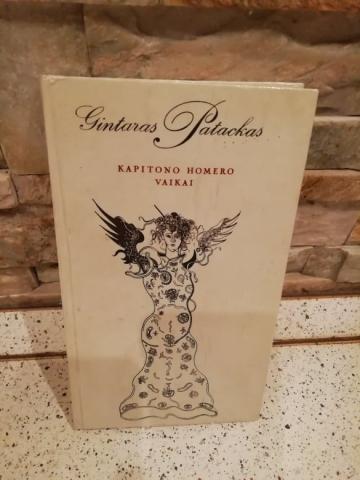 Gintaras Patackas
KAPITONO HOMERO
VAIKAI